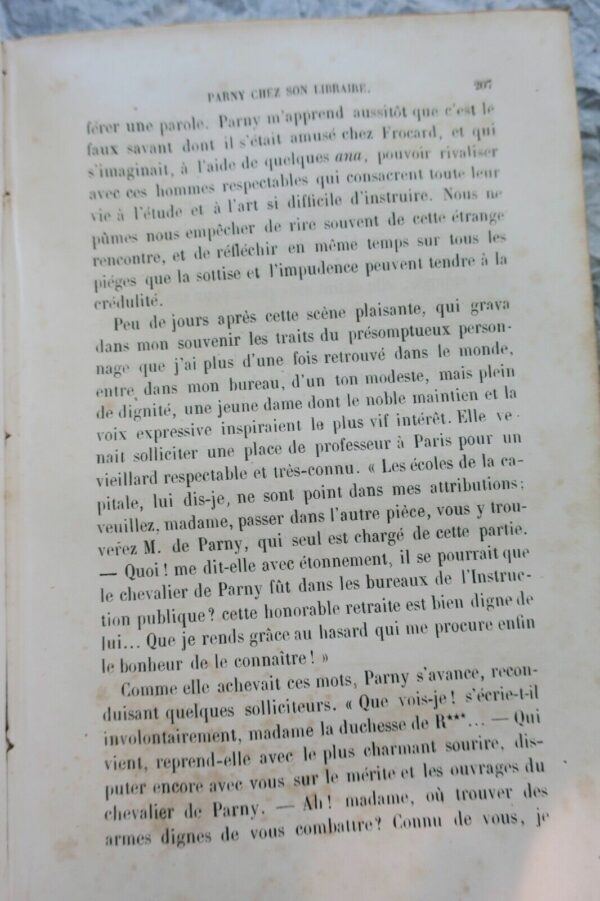 PARNY CHEZ SON LIBRAIRE. 207
férer une parole. Parny m'apprend aussitôt que c'est le
faux savant dont il s'était amusé chez Frocard, et qui
s'imaginait, à l'aide de quelques ana, pouvoir rivaliser
avec ces hommes respectables qui consacrent toute leur
vie à l'étude et à l'art si difficile d'instruire. Nous ne
pûmes nous empêcher de rire souvent de cette étrange
rencontre, et de réfléchir en même temps sur tous les
piéges que la sottise et l'impudence peuvent tendre à la
crédulité.
Peu de jours après cette scène plaisante, qui grava
dans mon souvenir les traits du présomptueux person-
nage que j'ai plus d'une fois retrouvé dans le monde,
entre dans mon bureau, d'un ton modeste, mais plein
de dignité, une jeune dame dont le noble maintien et la
voix expressive inspiraient le plus vif intérêt. Elle ve-
nait solliciter une place de professeur à Paris pour un
vieillard respectable et très-connu. « Les écoles de la ca-
pitale, lui dis-je, ne sont point dans mes attributions;
veuillez, madame, passer dans l'autre pièce, vous y trou-
verez M. de Parny, qui seul est chargé de cette partie.
— Quoi ! me dit-elle avec étonnement, il se pourrait que
le chevalier de Parny fût dans les bureaux de l'Instruc-
tion publique? cette honorable retraite est bien digne de
lui... Que je rends grâce au hasard qui me procure enfin
le bonheur de le connaître! »
Comme elle achevait ces mots, Parny s'avance, recon-
duisant quelques solliciteurs. « Que vois-je! s'écrie-t-il
involontairement, madame la duchesse de R***... — Qui
vient, reprend-elle avec le plus charmant sourire, dis-
puter encore avec vous sur le mérite et les ouvrages du
chevalier de Parny. — Ah! madame, où trouver des
armes dignes de vous combattre? Connu de vous, je